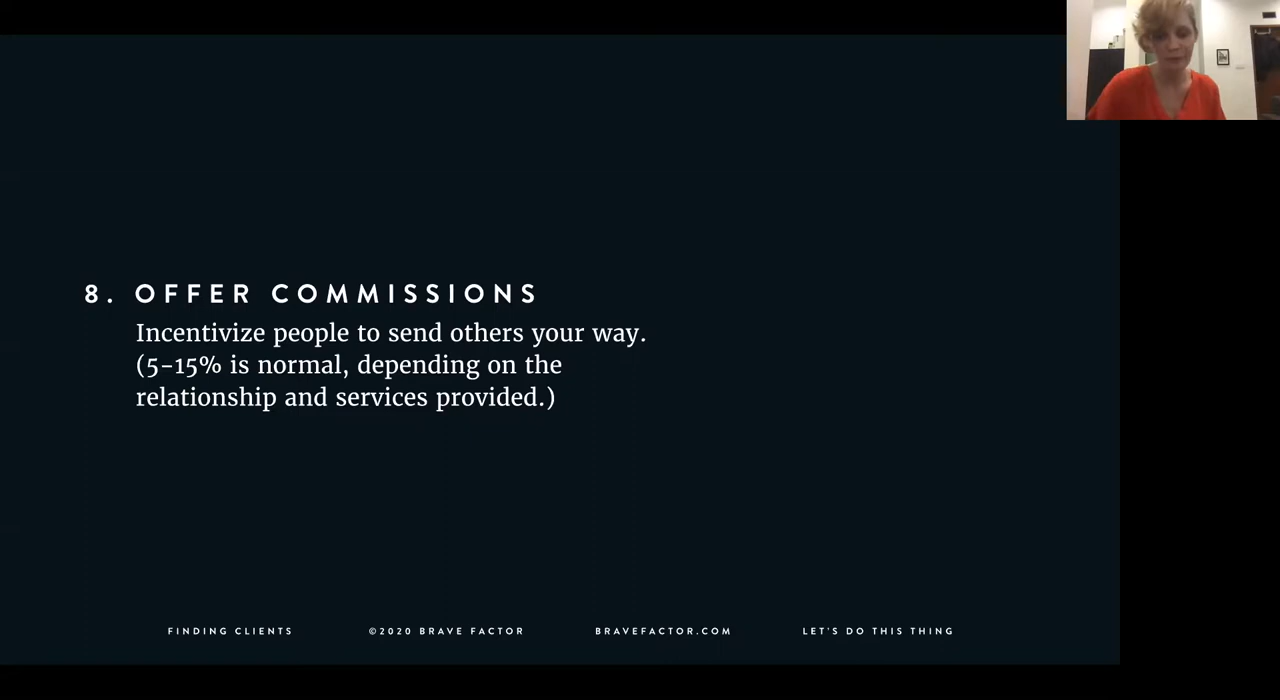 8. OFFER COMMISSIONS
Incentivize people to send others your way.
(5-15% is normal, depending on the
relationship and services provided.)
FINDING CLIENTS ©2020 BRAVE FACTOR BRAVEFACTOR.COM LET'S DO THIS THING